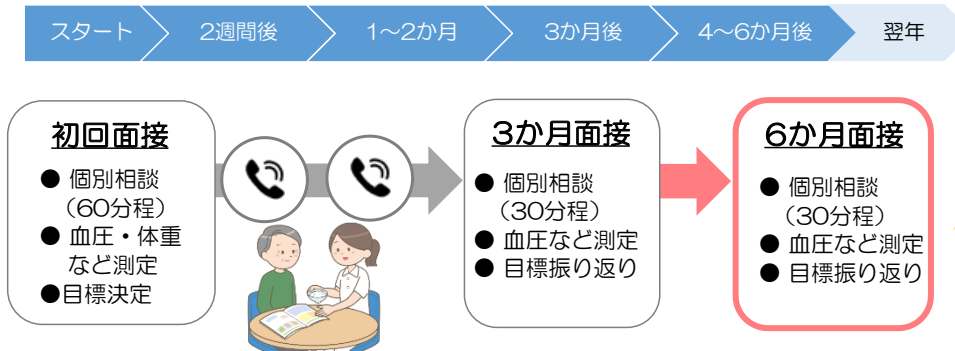 スタート
2週間後
1～2か月
3か月後
4～6か月後
翌年
初回面接
● 個別相談
（60分程）
● 血圧・体重
など測定
●目標決定
3か月面接
● 個別相談
（30分程）
● 血圧など測定
● 目標振り返り
6か月面接
● 個別相談
（30分程）
● 血圧など測定
● 目標振り返り